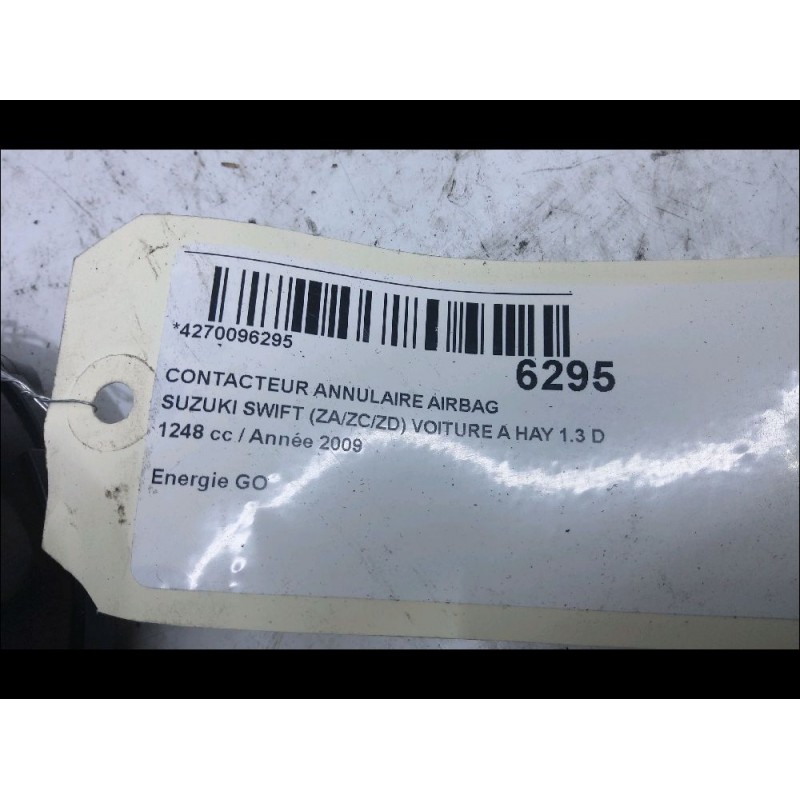 *4270096295
6295
CONTACTEUR ANNULAIRE AIRBAG
SUZUKI SWIFT (ZA/ZC/ZD) VOITURE A HAY 1.3 D
1248 cc / Année 2009
Energie GO